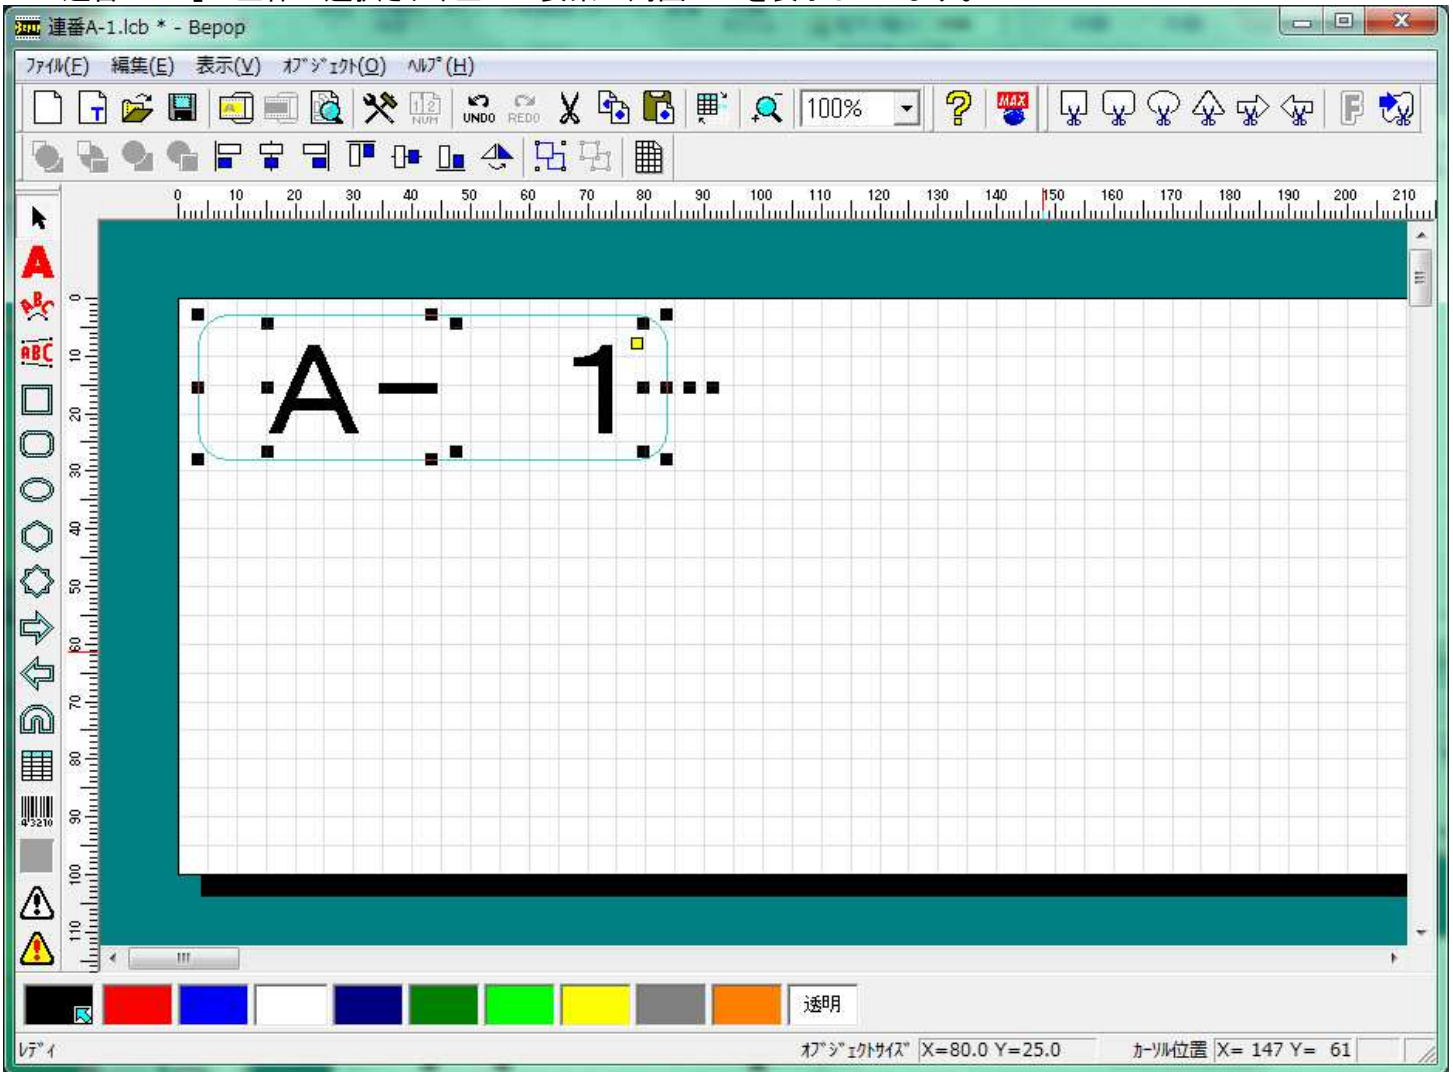 連番A-1.lcb * - Bepop
ﾌｧｲﾙ(F) 編集(E) 表示(V) ｵﾌﾞｼﾞｪｸﾄ(O) ﾍﾙﾌﾟ(H)
T A 12 NUM UNDO REDO 100% ? MAX F
0 10 20 30 40 50 60 70 80 90 100 110 120 130 140 150 160 170 180 190 200 210
A
ABC
ABC
43210
0
10
20
30
40
50
60
70
80
90
100
110
A- 1
透明
ﾚﾃﾞｨ ｵﾌﾞｼﾞｪｸﾄｻｲｽﾞ X=80.0 Y=25.0 ｶｰｿﾙ位置 X= 147 Y= 61